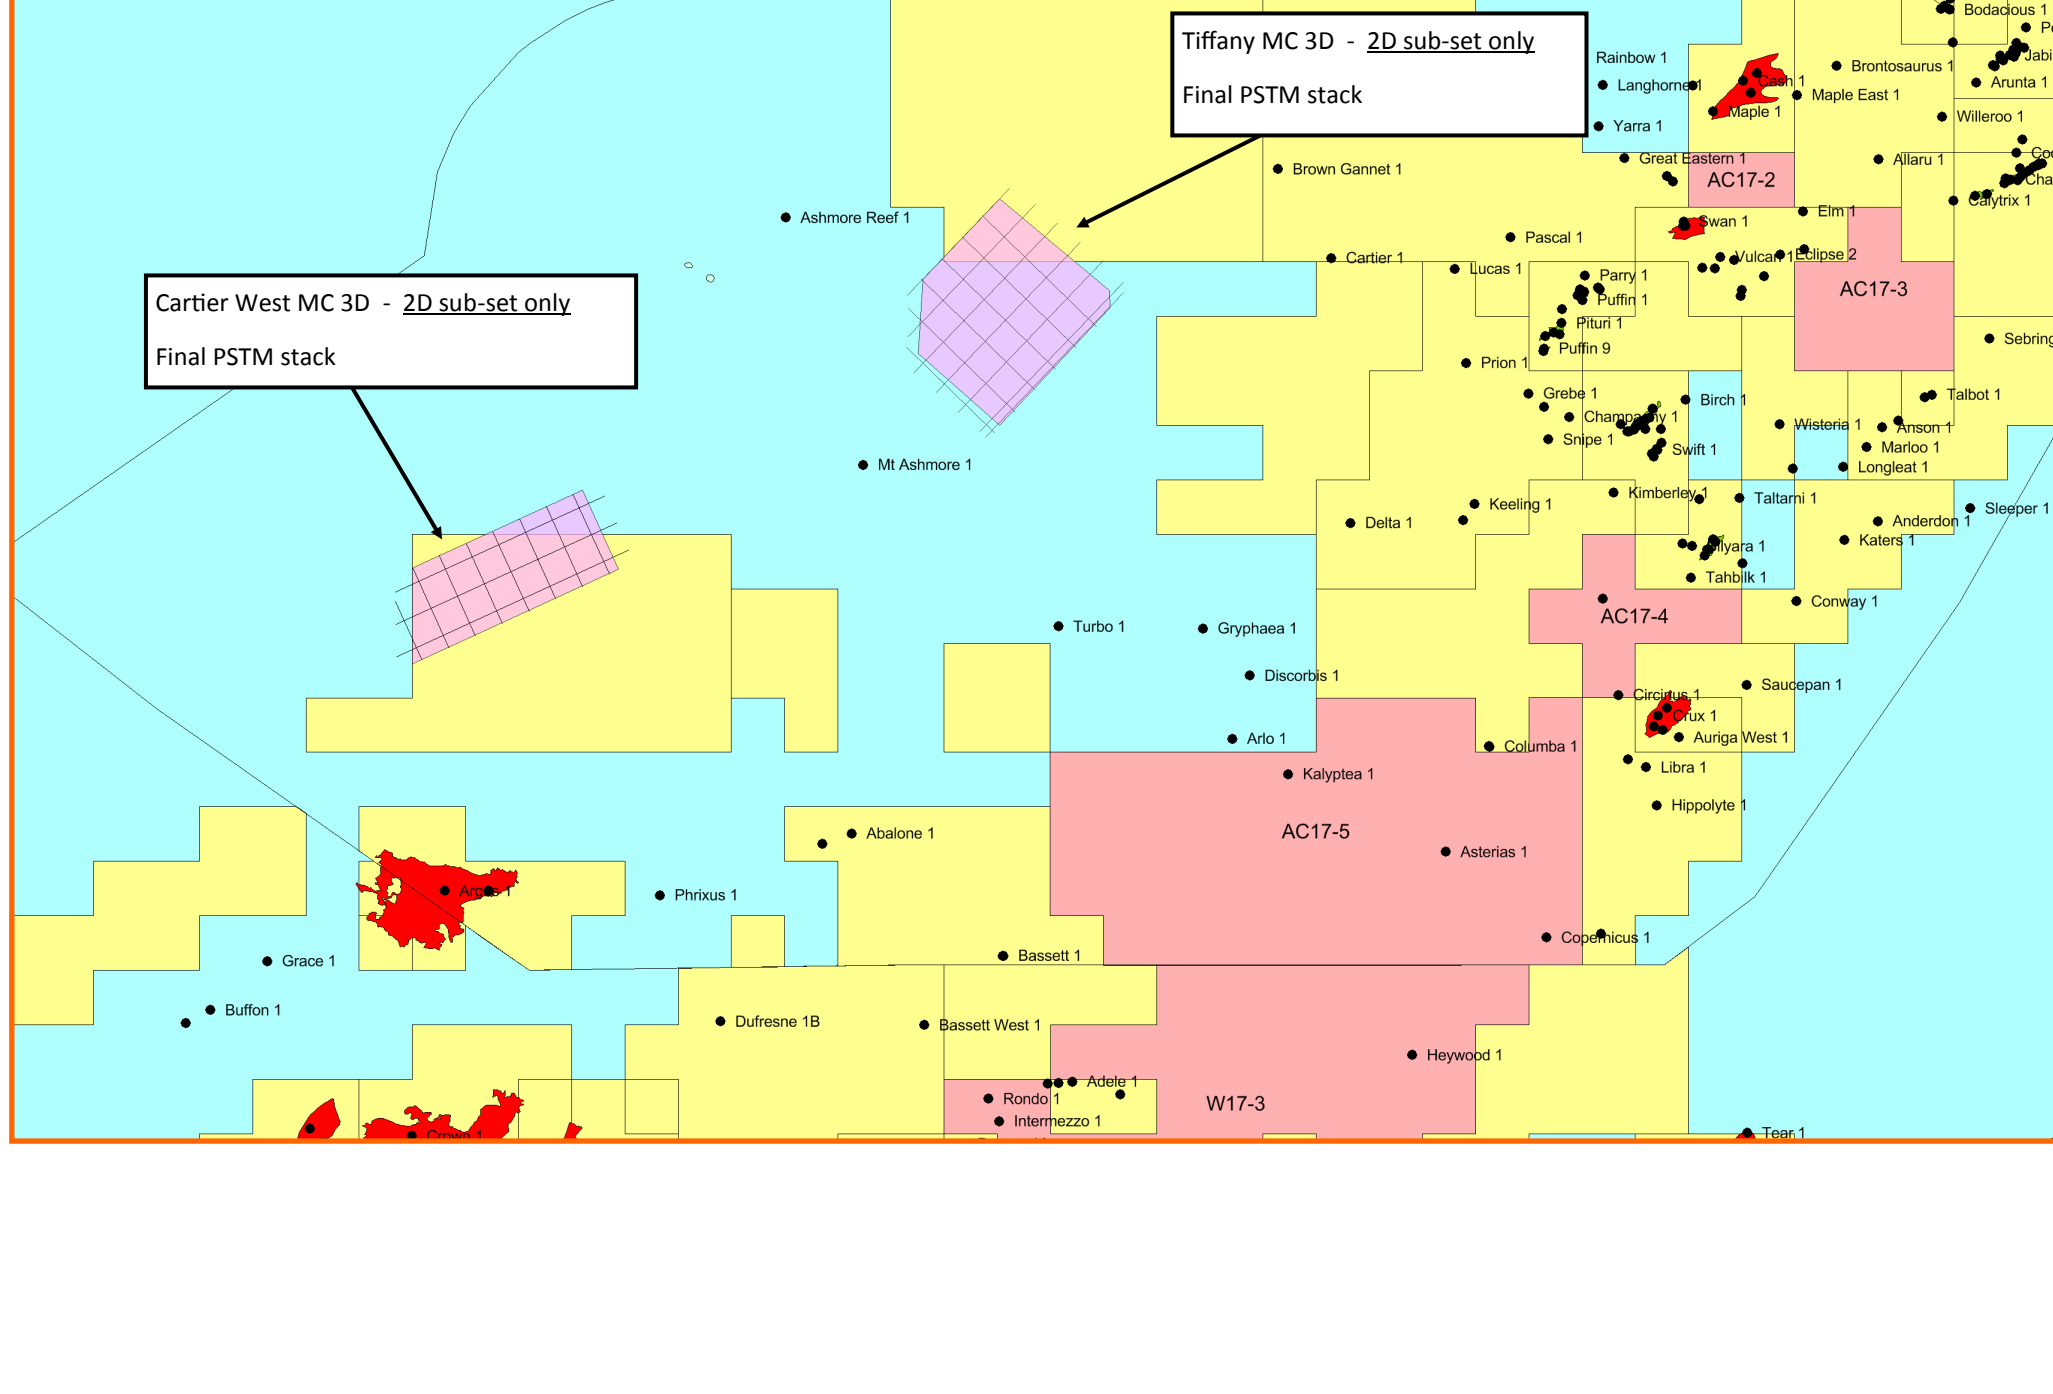 Bodacious 1
Tiffany MC 3D - 2D sub-set only
Final PSTM stack
Rainbow 1
Langhorne 1
Cash 1
Brontosaurus 1
Arunta 1
Maple East 1
Maple 1
Willeroo 1
Yarra 1
Great Eastern 1
Allaru 1
Brown Gannet 1
AC17-2
Calytrix 1
Ashmore Reef 1
Elm 1
Swan 1
Pascal 1
Cartier 1
Vulcan 1
Eclipse 2
Lucas 1
Parry 1
AC17-3
Puffin 1
Cartier West MC 3D - 2D sub-set only
Final PSTM stack
Pituri 1
Puffin 9
Prion 1
Grebe 1
Birch 1
Talbot 1
Champagny 1
Wisteria 1
Anson 1
Snipe 1
Swift 1
Marloo 1
Mt Ashmore 1
Longleat 1
Kimberley 1
Taltarni 1
Keeling 1
Sleeper 1
Delta 1
Anderdon 1
Katers 1
Tahbilk 1
Conway 1
AC17-4
Turbo 1
Gryphaea 1
Discorbis 1
Saucepan 1
Circinus 1
Crux 1
Arlo 1
Columba 1
Auriga West 1
Kalyptea 1
Libra 1
Hippolyte 1
Abalone 1
AC17-5
Asterias 1
Argus 1
Phrixus 1
Copernicus 1
Grace 1
Bassett 1
Buffon 1
Dufresne 1B
Bassett West 1
Heywood 1
Adele 1
Rondo 1
W17-3
Intermezzo 1
Crown 1
Tear 1